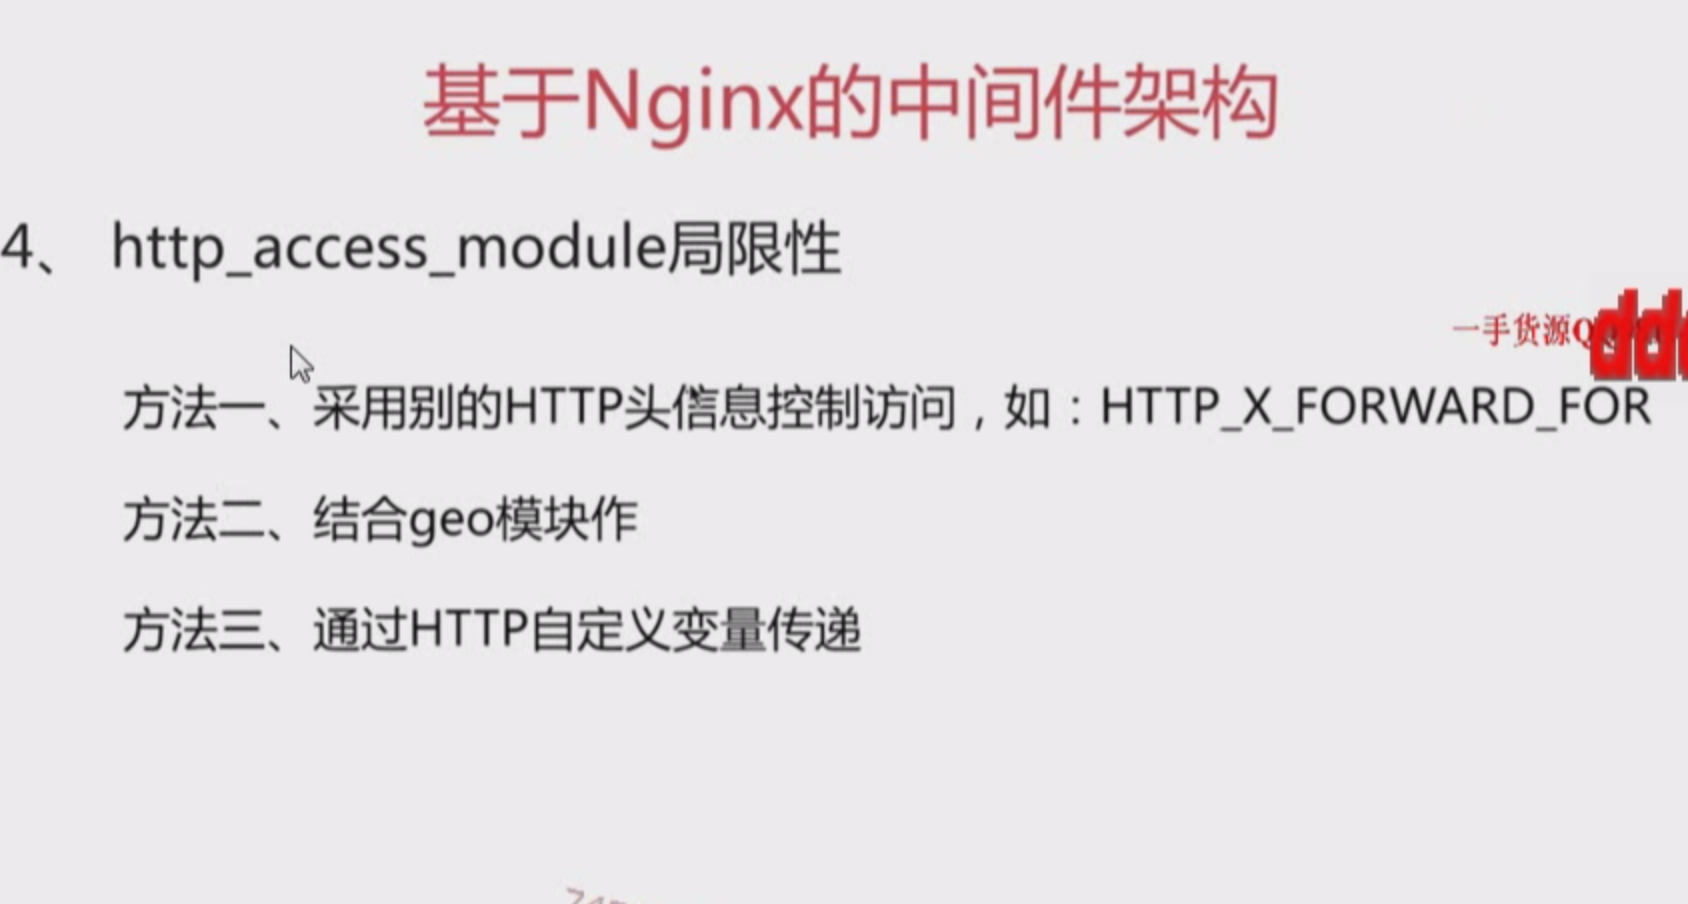 基于Nginx的中间件架构
4、 http_access_module局限性
一手货源Q
方法一、采用别的HTTP头信息控制访问，如：HTTP_X_FORWARD_FOR
方法二、结合geo模块作
方法三、通过HTTP自定义变量传递